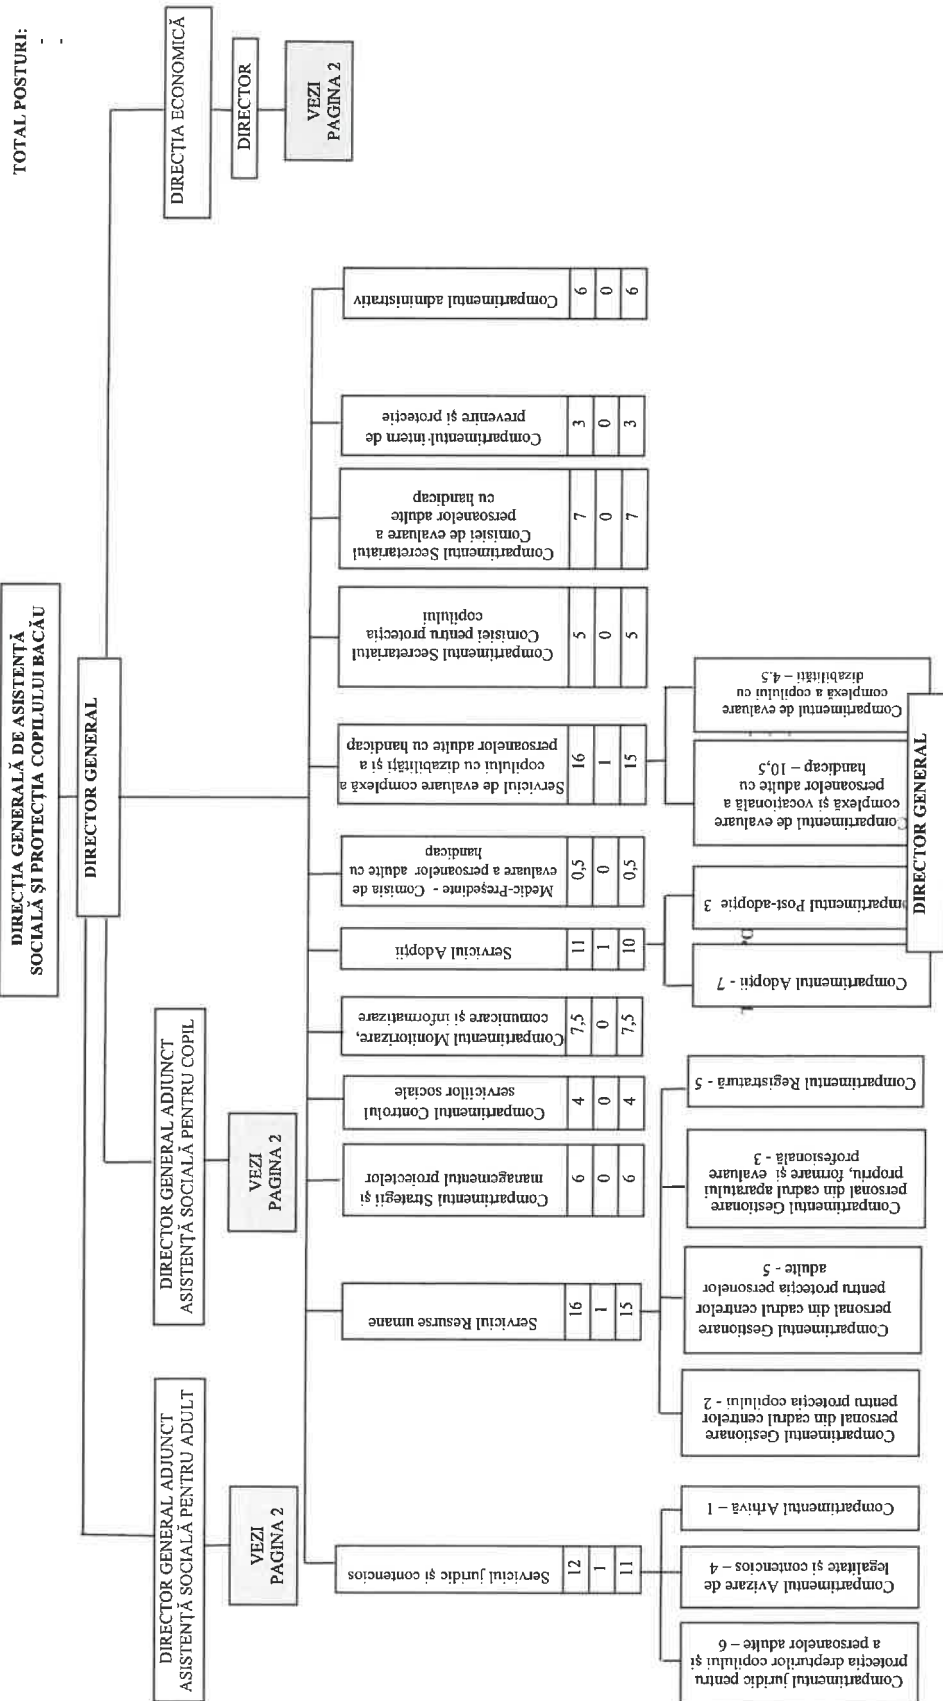 TOTAL POSTURI:
-
-
DIRECȚIA GENERALĂ DE ASISTENȚĂ
SOCIALĂ ȘI PROTECȚIA COPILULUI BACĂU
DIRECTOR GENERAL
DIRECTOR GENERAL ADJUNCT
ASISTENȚĂ SOCIALĂ PENTRU ADULT
VEZI
PAGINA 2
DIRECTOR GENERAL ADJUNCT
ASISTENȚĂ SOCIALĂ PENTRU COPIL
VEZI
PAGINA 2
DIRECȚIA ECONOMICĂ
DIRECTOR
VEZI
PAGINA 2
Serviciul juridic și contencios
12
1
11
Serviciul Resurse umane
16
1
15
Compartimentul Strategii și
managementul proiectelor
6
0
6
Compartimentul Controlul
serviciilor sociale
4
0
4
Compartimentul Monitorizare,
comunicare și informatizare
7,5
0
7,5
Serviciul Adopții
11
1
10
Medic-Președinte - Comisia de
evaluare a persoanelor adulte cu
handicap
0,5
0
0,5
Serviciul de evaluare complexă a
copilului cu dizabilități și a
persoanelor adulte cu handicap
16
1
15
Compartimentul Secretariatul
Comisiei pentru protecția
copilului
5
0
5
Compartimentul Secretariatul
Comisiei de evaluare a
persoanelor adulte
cu handicap
7
0
7
Compartimentul intern de
prevenire și protecție
3
0
3
Compartimentul administrativ
6
0
6
Compartimentul juridic pentru
protecția drepturilor copilului și
a persoanelor adulte – 6
Compartimentul Avizare de
legalitate și contencios – 4
Compartimentul Arhivă – 1
Compartimentul Gestionare
personal din cadrul centrelor
pentru protecția copilului - 2
Compartimentul Gestionare
personal din cadrul centrelor
pentru protecția personelor
adulte - 5
Compartimentul Gestionare
personal din cadrul aparatului
propriu, formare și evaluare
profesională - 3
Compartimentul Registratură - 5
Compartimentul Adopții - 7
mpartimentul Post-adopție 3
Compartimentul de evaluare
complexă și vocațională a
persoanelor adulte cu
handicap – 10,5
Compartimentul de evaluare
complexă a copilului cu
dizabilități – 4.5
DIRECTOR GENERAL